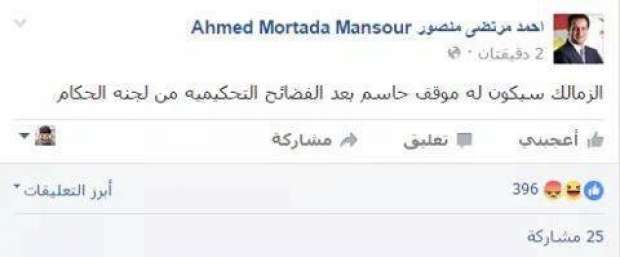 احمد مرتضى منصور Ahmed Mortada Mansour
2 دقيقتان ·
الزمالك سيكون له موقف حاسم بعد الفضائح التحكيميه من لجنه الحكام
أعجبني تعليق مشاركة
396 أبرز التعليقات
25 مشاركة